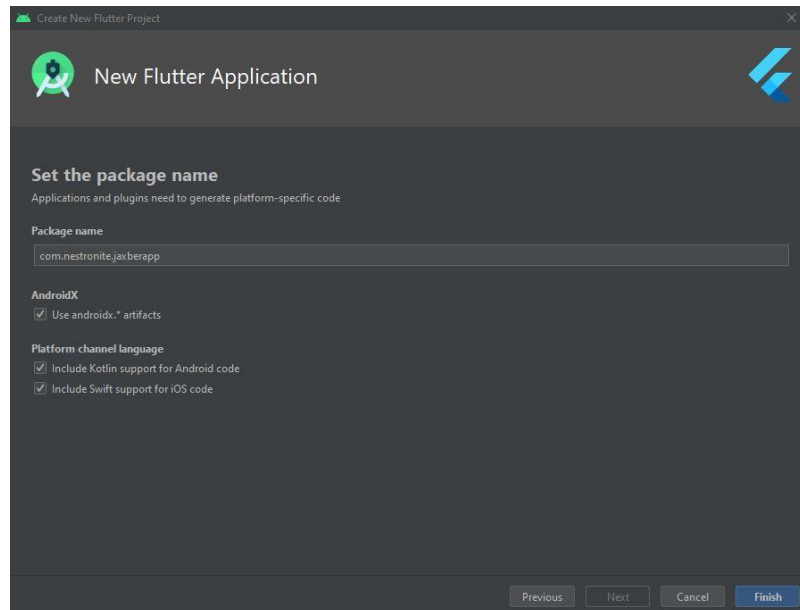 Create New Flutter Project
New Flutter Application
Set the package name
Applications and plugins need to generate platform-specific code
Package name
com.nestronite.jaxberapp
AndroidX
Use androidx.* artifacts
Platform channel language
Include Kotlin support for Android code
Include Swift support for iOS code
Previous Next Cancel Finish